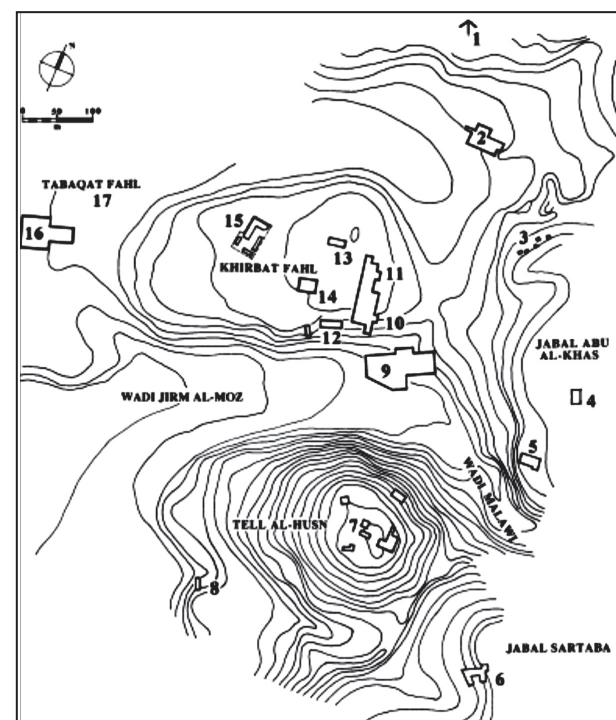 N
1
0 50 100
m
2
TABAQAT FAHL
17
16
15
3
13
KHIRBAT FAHL
11
14
10
12
JABAL ABU
AL-KHAS
9
WADI JIRM AL-MOZ
4
5
WADI MALAWI
7
TELL AL-HUSN
8
JABAL SARTABA
6